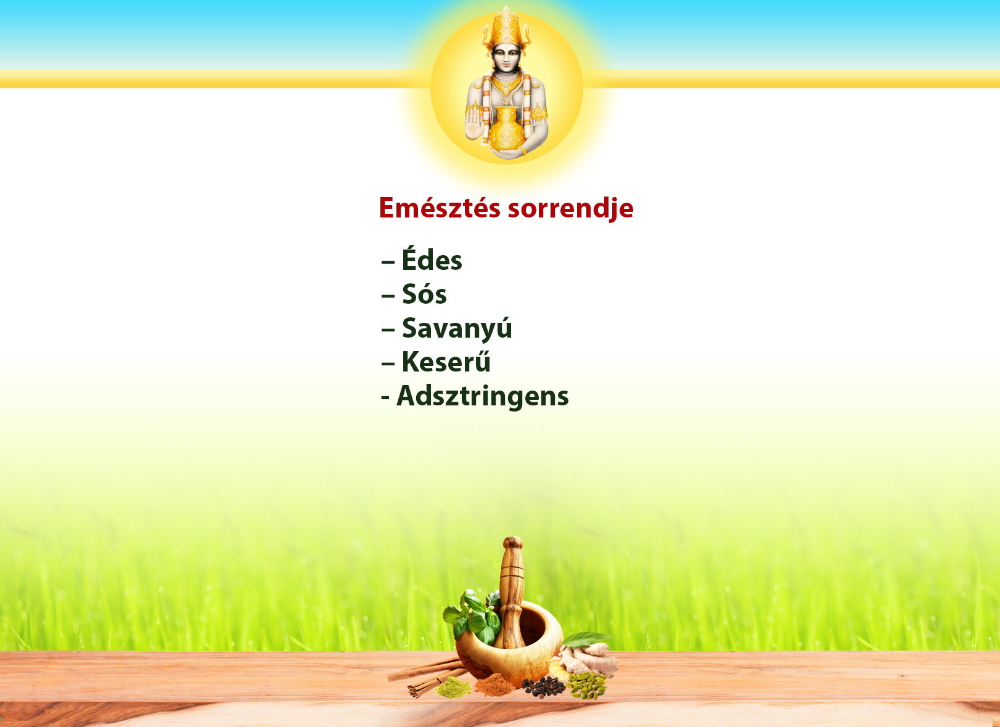 Emésztés sorrendje
– Édes
– Sós
– Savanyú
– Keserű
- Adsztringens